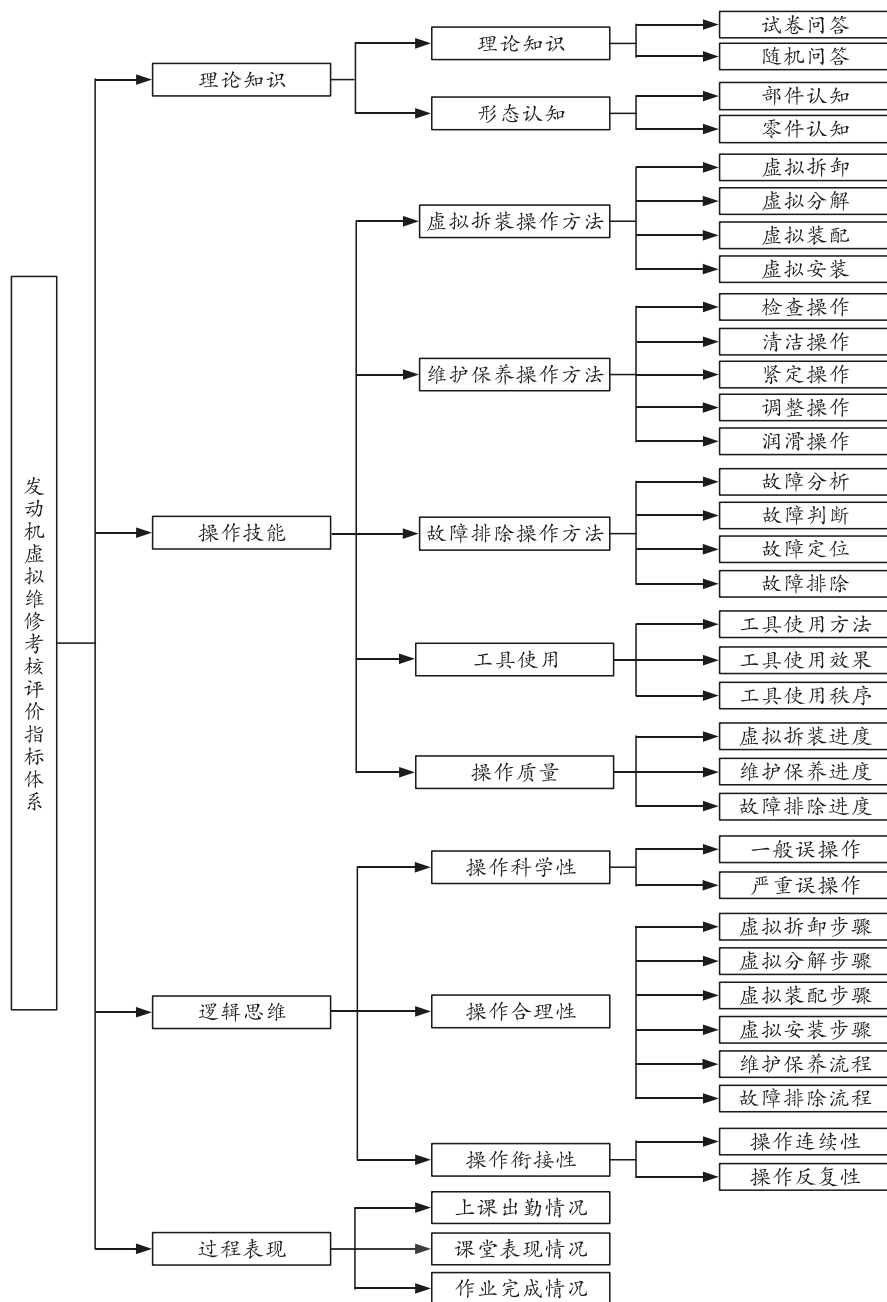 发动机虚拟维修考核评价指标体系
理论知识
理论知识
试卷问答
随机问答
形态认知
部件认知
零件认知
操作技能
虚拟拆装操作方法
虚拟拆卸
虚拟分解
虚拟装配
虚拟安装
维护保养操作方法
检查操作
清洁操作
紧定操作
调整操作
润滑操作
故障排除操作方法
故障分析
故障判断
故障定位
故障排除
工具使用
工具使用方法
工具使用效果
工具使用秩序
操作质量
虚拟拆装进度
维护保养进度
故障排除进度
逻辑思维
操作科学性
一般误操作
严重误操作
操作合理性
虚拟拆卸步骤
虚拟分解步骤
虚拟装配步骤
虚拟安装步骤
维护保养流程
故障排除流程
操作衔接性
操作连续性
操作反复性
过程表现
上课出勤情况
课堂表现情况
作业完成情况